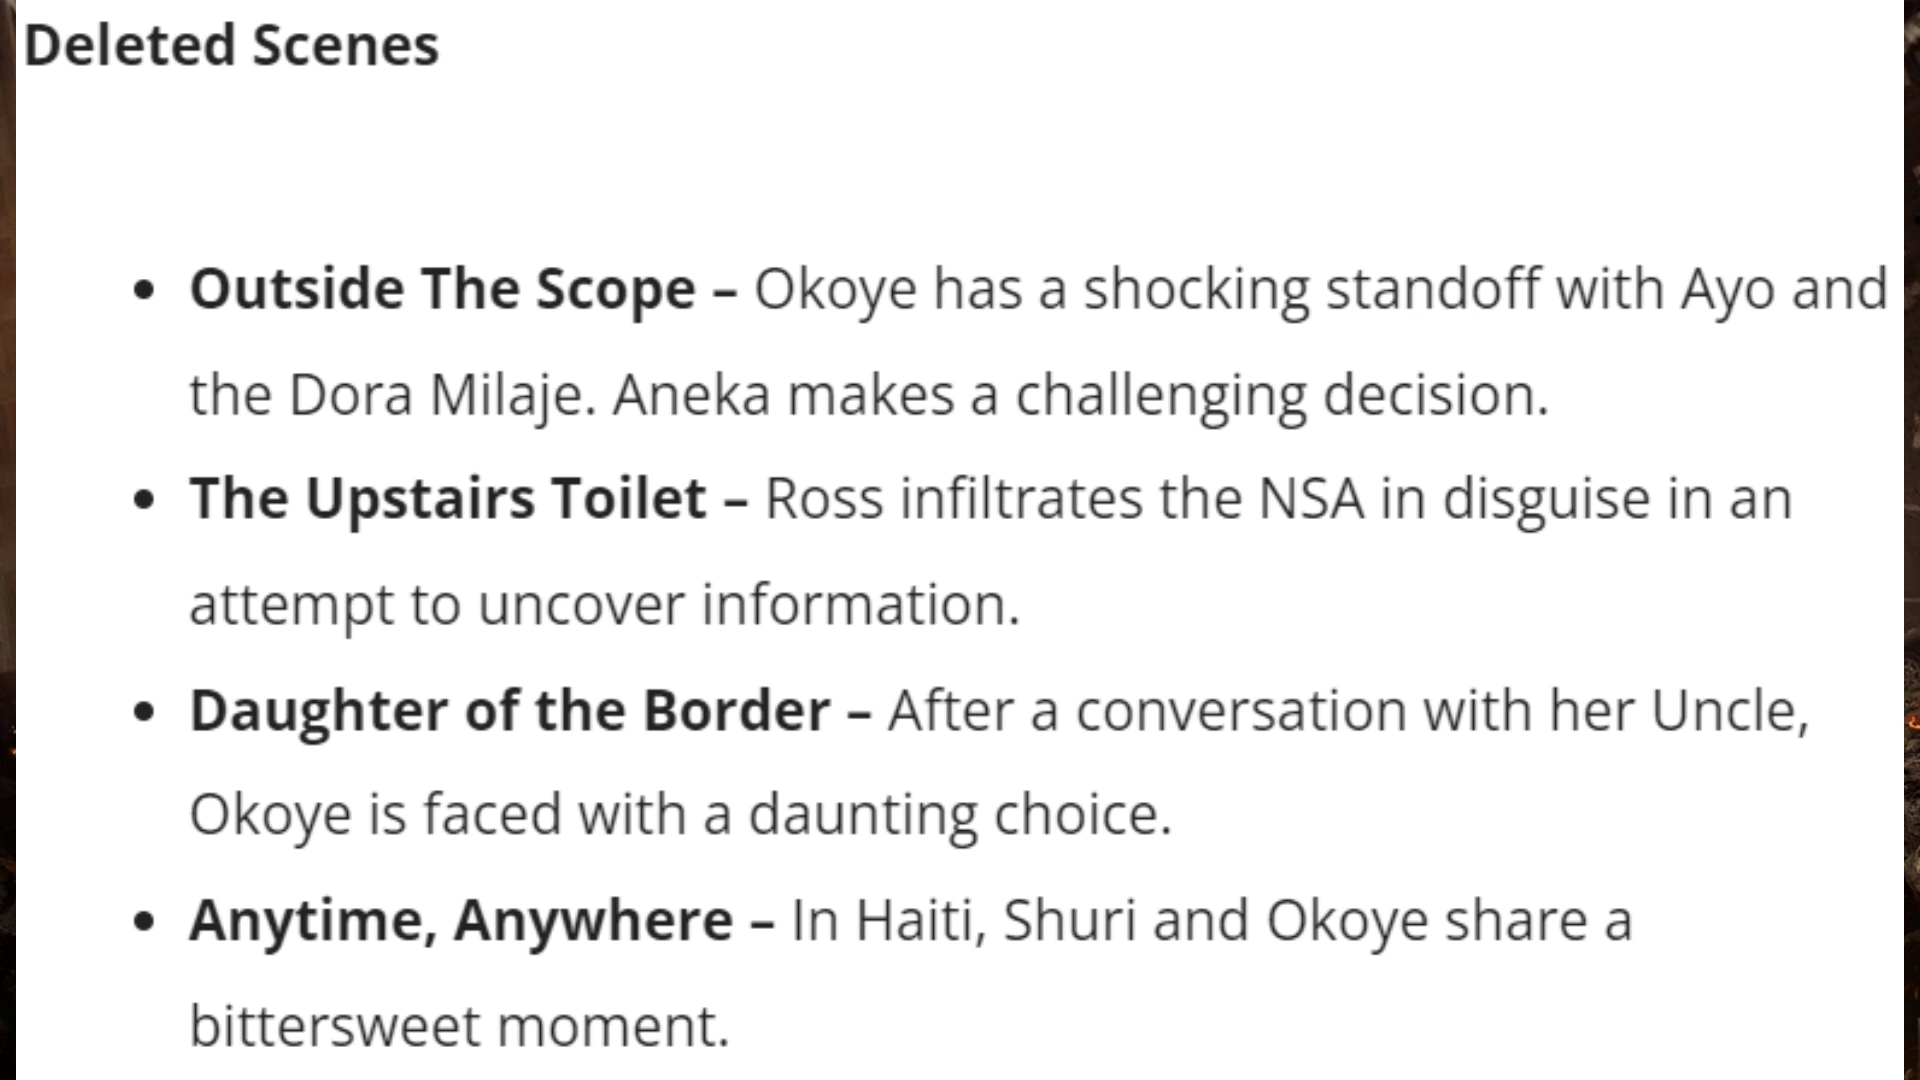 Deleted Scenes
• Outside The Scope – Okoye has a shocking standoff with Ayo and
the Dora Milaje. Aneka makes a challenging decision.
• The Upstairs Toilet – Ross infiltrates the NSA in disguise in an
attempt to uncover information.
• Daughter of the Border – After a conversation with her Uncle,
Okoye is faced with a daunting choice.
• Anytime, Anywhere – In Haiti, Shuri and Okoye share a
bittersweet moment.